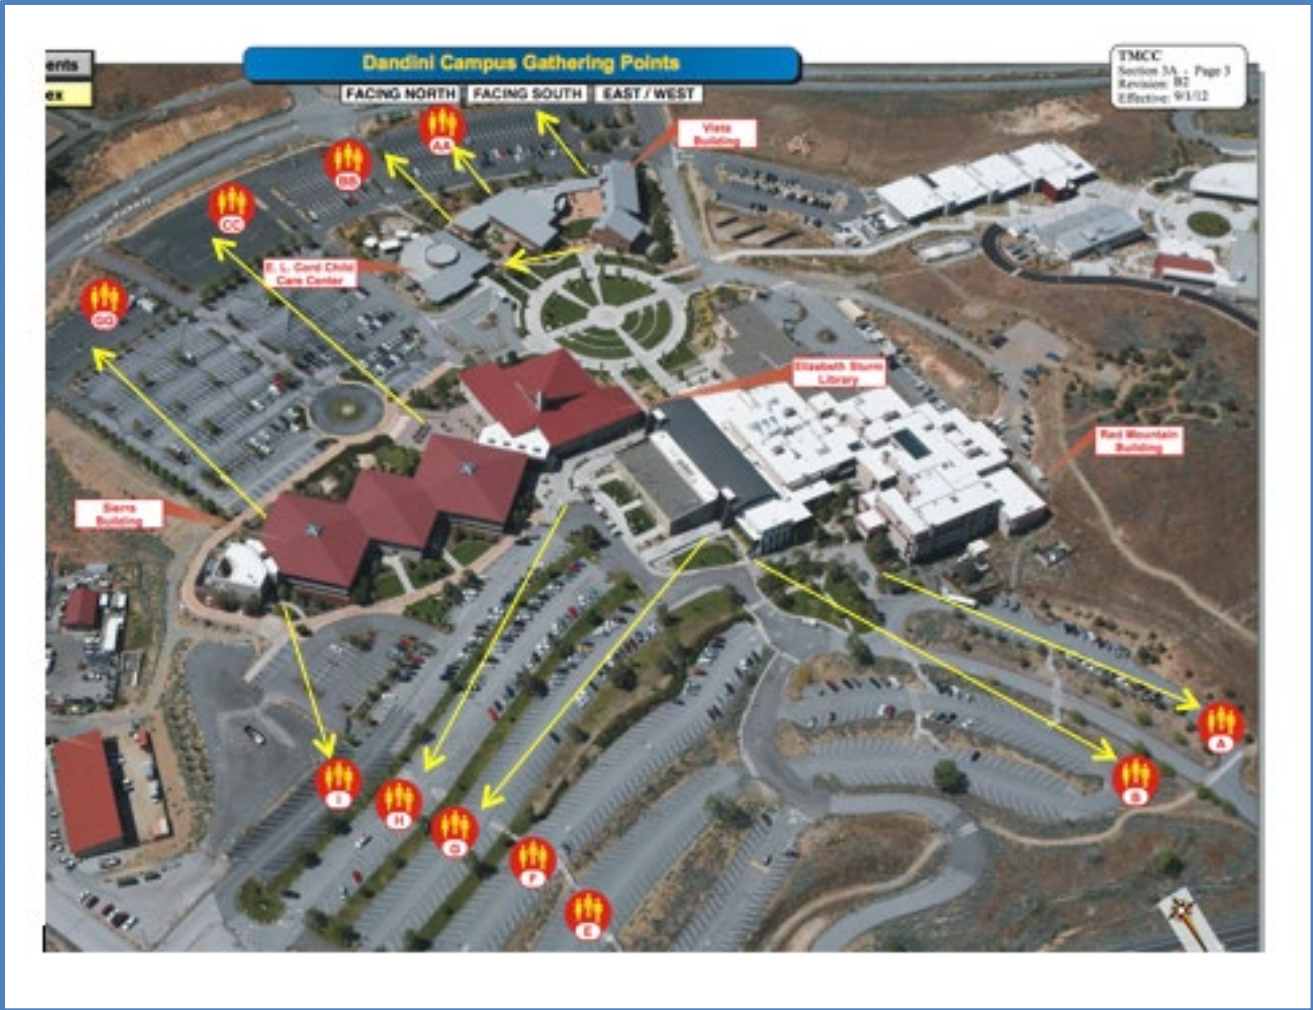 ents
ex
Dandini Campus Gathering Points
TMCC
Section 3A - Page 3
Revision: B2
Effective: 9/1/12
FACING NORTH
FACING SOUTH
EAST / WEST
Vista
Building
AA
BB
CC
E. L. Cord Child
Care Center
Elizabeth Sturm
Library
Red Mountain
Building
Sierra
Building
A
B
I
H
G
F
E